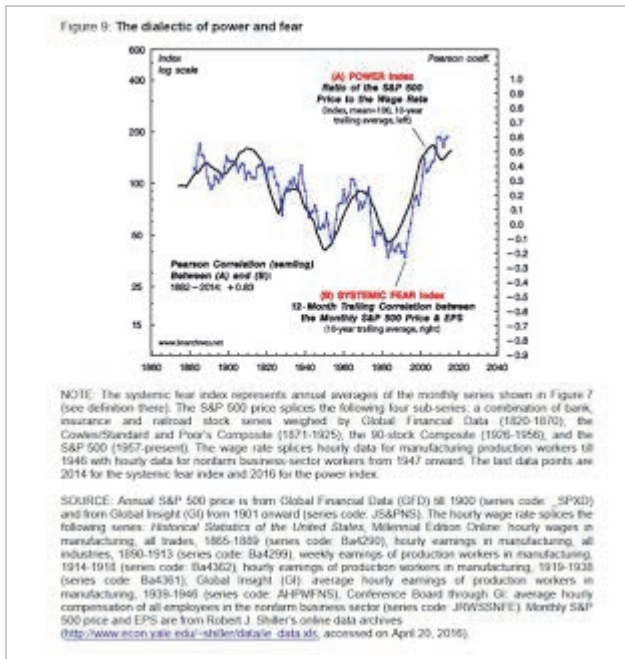 Figure 9: The dialectic of power and fear
600
Index
Pearson coeff.
400
log scale
(A) POWER Index
1.0
Ratio of the S&P 500
0.9
Price to the Wage Rate
0.8
(Index, mean=100, 10-year
0.7
trailing average, left)
200
0.6
0.5
0.4
100
0.3
0.2
0.1
0.0
50
-0.1
Pearson Correlation (semilog)
-0.2
Between (A) and (B):
-0.3
25
1882-2014: +0.83
(B) SYSTEMIC FEAR Index
-0.4
12-Month Trailing Correlation between
-0.5
the Monthly S&P 500 Price & EPS
-0.6
15
(10-year trailing average, right)
-0.7
www.bnarchives.net
-0.8
-0.9
1860 1880 1900 1920 1940 1960 1980 2000 2020 2040
NOTE: The systemic fear index represents annual averages of the monthly series shown in Figure 7
(see definition there). The S&P 500 price splices the following four sub-series: a combination of bank,
insurance and railroad stock series weighed by Global Financial Data (1820-1870); the
Cowles/Standard and Poor's Composite (1871-1925); the 90-stock Composite (1926-1956), and the
S&P 500 (1957-present). The wage rate splices hourly data for manufacturing production workers till
1946 with hourly data for nonfarm business-sector workers from 1947 onward. The last data points are
2014 for the systemic fear index and 2016 for the power index.
SOURCE: Annual S&P 500 price is from Global Financial Data (GFD) till 1900 (series code: _SPXD)
and from Global Insight (GI) from 1901 onward (series code: JS&PNS). The hourly wage rate splices the
following series: Historical Statistics of the United States, Millennial Edition Online: hourly wages in
manufacturing, all trades, 1865-1889 (series code: Ba4290), hourly earnings in manufacturing, all
industries, 1890-1913 (series code: Ba4299), weekly earnings of production workers in manufacturing,
1914-1918 (series code: Ba4362), hourly earnings of production workers in manufacturing, 1919-1938
(series code: Ba4361); Global Insight (GI): average hourly earnings of production workers in
manufacturing, 1939-1946 (series code: AHPMFNS), Conference Board through GI: average hourly
compensation of all employees in the nonfarm business sector (series code: JRWSSNFE). Monthly S&P
500 price and EPS are from Robert J. Shiller's online data archives
(http://www.econ.yale.edu/~shiller/data/ie_data.xls, accessed on April 20, 2016).